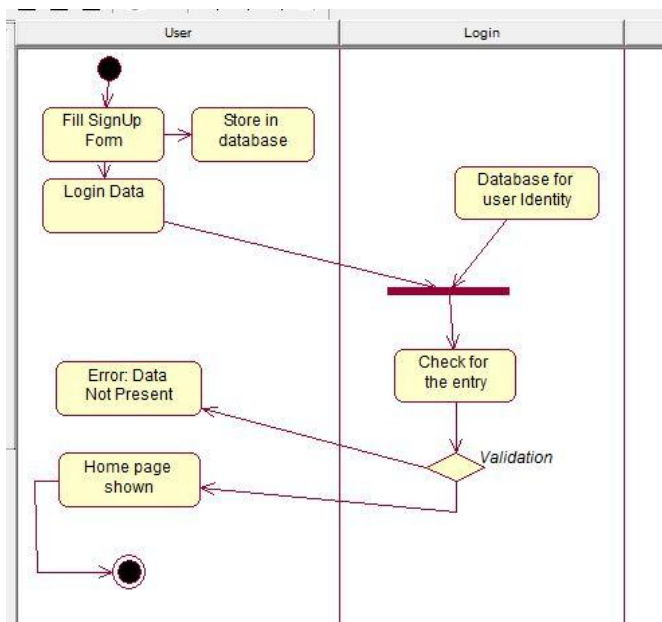 User
Login
Fill SignUp
Form
Store in
database
Login Data
Database for
user Identity
Check for
the entry
Error: Data
Not Present
Validation
Home page
shown